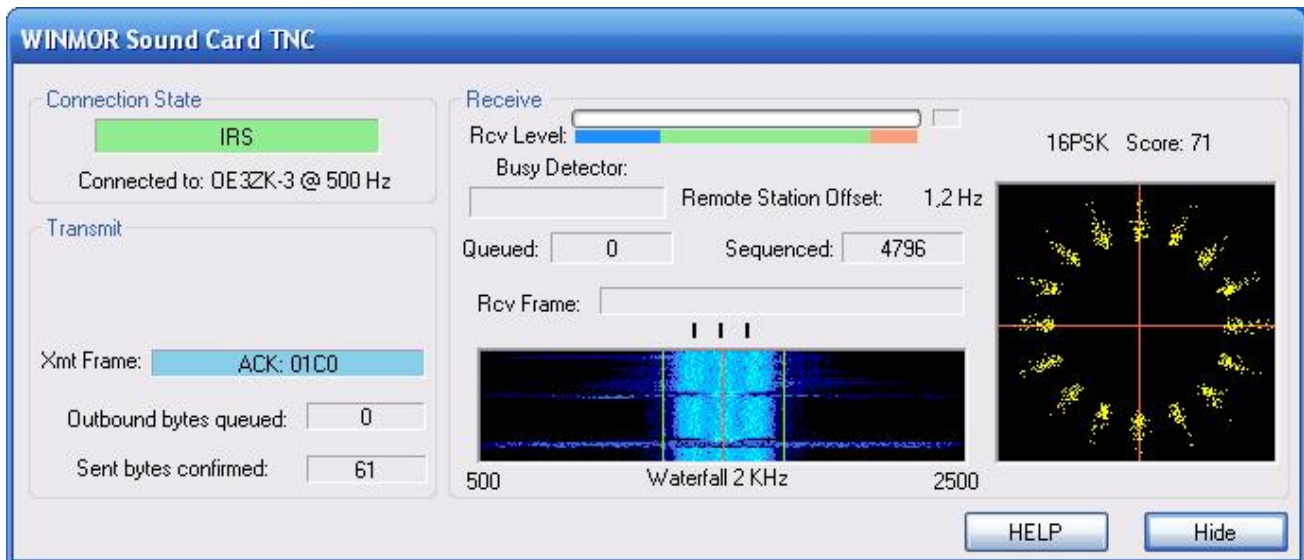 WINMOR Sound Card TNC
Connection State
IRS
Connected to: OE3ZK-3 @ 500 Hz
Transmit
Xmt Frame: ACK: 01C0
Outbound bytes queued: 0
Sent bytes confirmed: 61
Receive
Rcv Level:
Busy Detector:
Remote Station Offset: 1,2 Hz
Queued: 0 Sequenced: 4796
Rcv Frame:
500 Waterfall 2 KHz 2500
16PSK Score: 71
HELP Hide